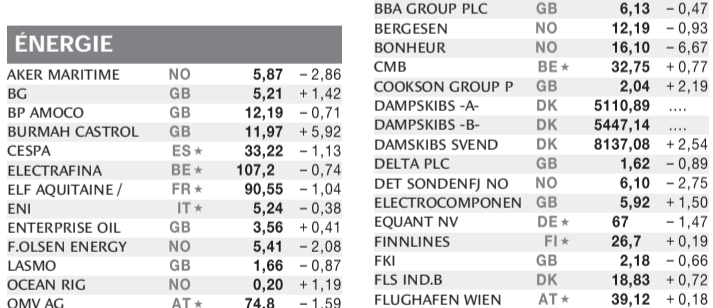 ÉNERGIE
AKER MARITIME NO 5,87 – 2,86
BG GB 5,21 + 1,42
BP AMOCO GB 12,19 – 0,71
BURMAH CASTROL GB 11,97 + 5,92
CESPA ES ★ 33,22 – 1,13
ELECTRAFINA BE ★ 107,2 – 0,74
ELF AQUITAINE / FR ★ 90,55 – 1,04
ENI IT ★ 5,24 – 0,38
ENTERPRISE OIL GB 3,56 + 0,41
F.OLSEN ENERGY NO 5,41 – 2,08
LASMO GB 1,66 – 0,87
OCEAN RIG NO 0,20 + 1,19
OMV AG AT ★ 74,8 – 1,59
BBA GROUP PLC GB 6,13 – 0,47
BERGESEN NO 12,19 – 0,93
BONHEUR NO 16,10 – 6,67
CMB BE ★ 32,75 + 0,77
COOKSON GROUP P GB 2,04 + 2,19
DAMPSKIBS -A- DK 5110,89 ....
DAMPSKIBS -B- DK 5447,14 ....
DAMSKIBS SVEND DK 8137,08 + 2,54
DELTA PLC GB 1,62 – 0,89
DET SONDENFJ NO NO 6,10 – 2,75
ELECTROCOMPONEN GB 5,92 + 1,50
EQUANT NV DE ★ 67 – 1,47
FINNLINES FI ★ 26,7 + 0,19
FKI GB 2,18 – 0,66
FLS IND.B DK 18,83 + 0,72
FLUGHAFEN WIEN AT ★ 39,12 + 0,18